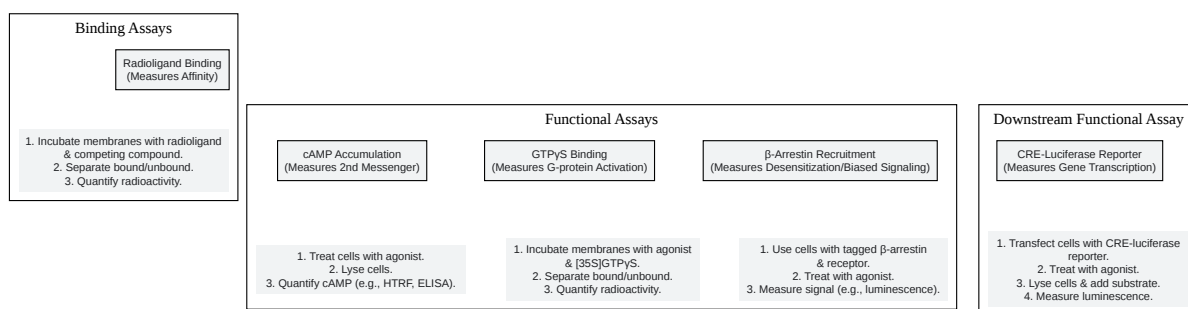 Binding Assays
Radioligand Binding
(Measures Affinity)
1. Incubate membranes with radioligand
& competing compound.
2. Separate bound/unbound.
3. Quantify radioactivity.
Functional Assays
cAMP Accumulation
(Measures 2nd Messenger)
1. Treat cells with agonist.
2. Lyse cells.
3. Quantify cAMP (e.g., HTRF, ELISA).
GTPγS Binding
(Measures G-protein Activation)
1. Incubate membranes with agonist
& [35S]GTPγS.
2. Separate bound/unbound.
3. Quantify radioactivity.
β-Arrestin Recruitment
(Measures Desensitization/Biased Signaling)
1. Use cells with tagged β-arrestin
& receptor.
2. Treat with agonist.
3. Measure signal (e.g., luminescence).
Downstream Functional Assay
CRE-Luciferase Reporter
(Measures Gene Transcription)
1. Transfect cells with CRE-luciferase
reporter.
2. Treat with agonist.
3. Lyse cells & add substrate.
4. Measure luminescence.